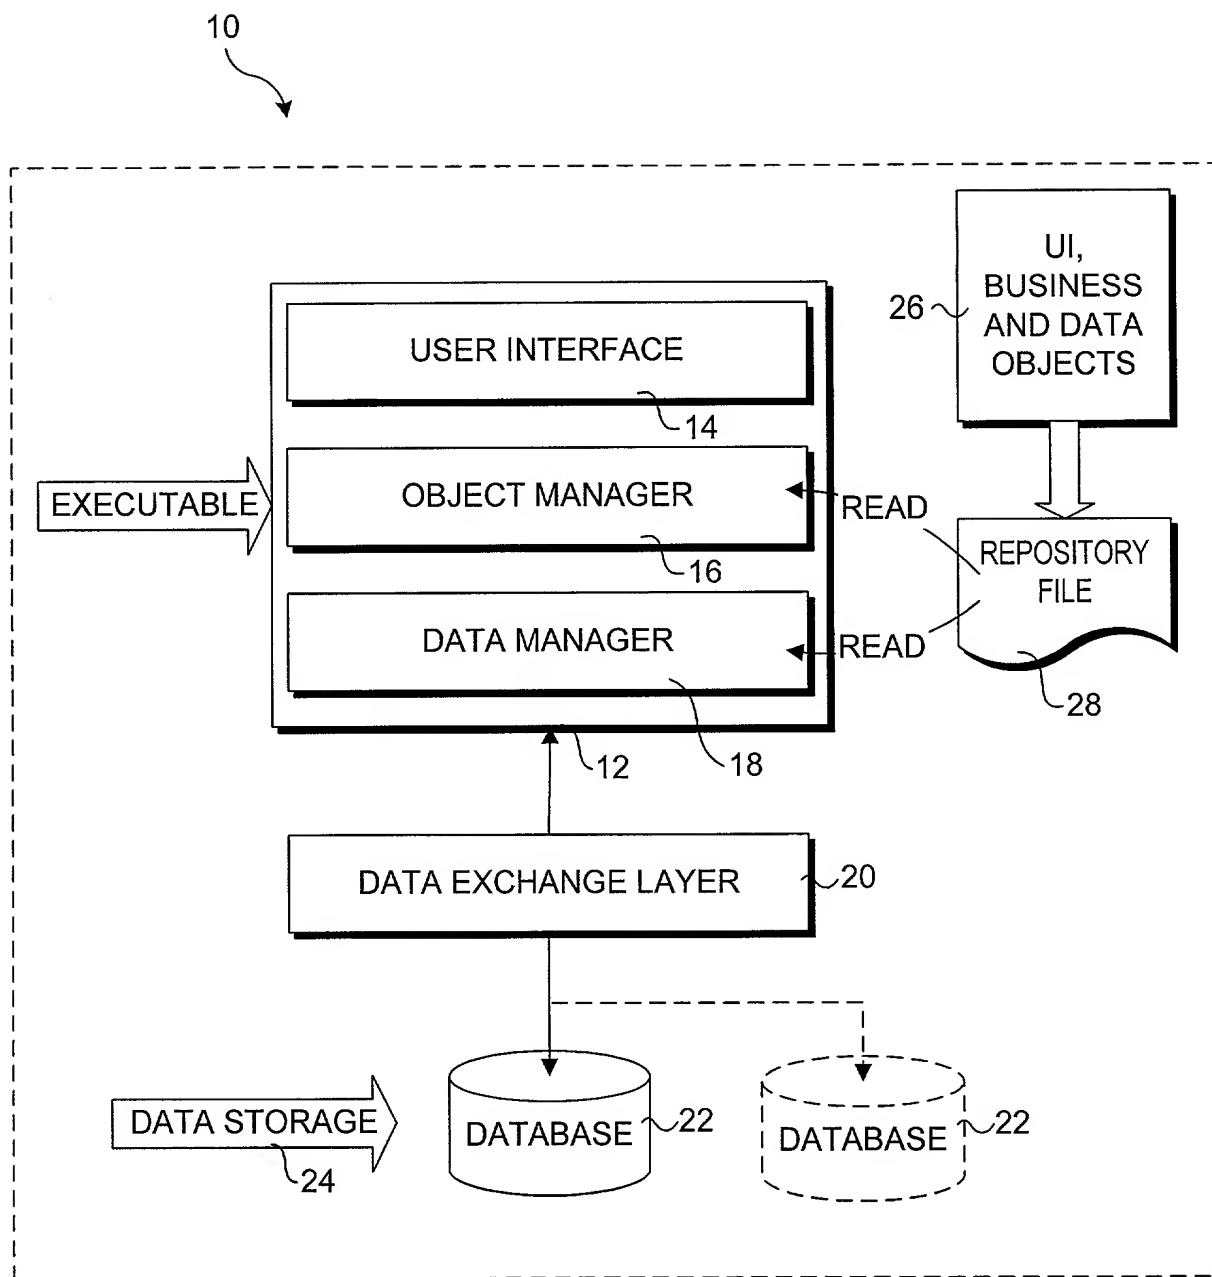 10
UI,
BUSINESS
AND DATA
OBJECTS
26
USER INTERFACE
14
EXECUTABLE
OBJECT MANAGER
READ
16
REPOSITORY
FILE
DATA MANAGER
READ
28
12
18
DATA EXCHANGE LAYER
20
DATA STORAGE
24
DATABASE
22
DATABASE
22